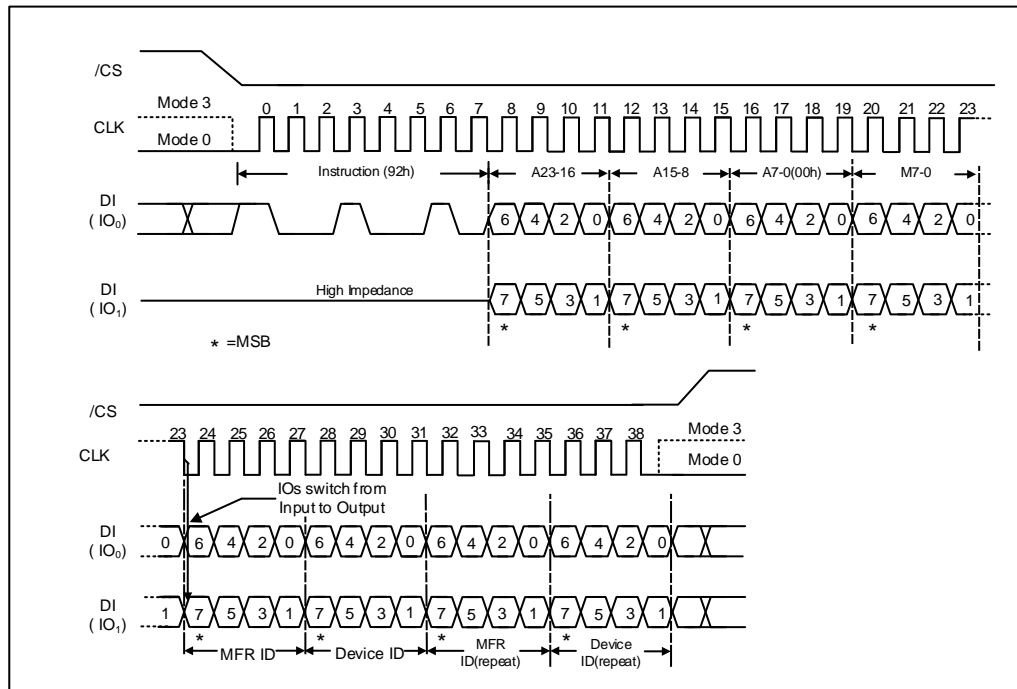 /CS
Mode 3
CLK
Mode 0
0 1 2 3 4 5 6 7 8 9 10 11 12 13 14 15 16 17 18 19 20 21 22 23
Instruction (92h) A23-16 A15-8 A7-0(00h) M7-0
DI
( IO0)
6 4 2 0 6 4 2 0 6 4 2 0 6 4 2 0
DI
( IO1)
High Impedance
7 5 3 1 7 5 3 1 7 5 3 1 7 5 3 1
* * * *
* =MSB
/CS
CLK
23 24 25 26 27 28 29 30 31 32 33 34 35 36 37 38
Mode 3
Mode 0
IOs switch from
Input to Output
DI
( IO0)
0 6 4 2 0 6 4 2 0 6 4 2 0 6 4 2 0
DI
( IO1)
1 7 5 3 1 7 5 3 1 7 5 3 1 7 5 3 1
* * * *
MFR ID Device ID
MFR
ID(repeat)
Device
ID(repeat)